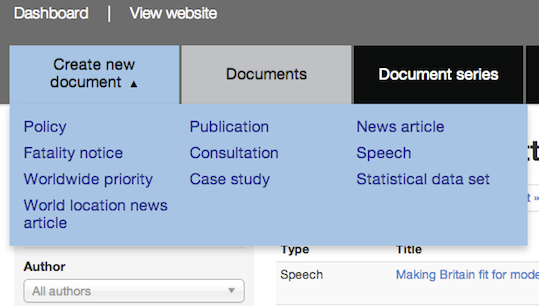 Dashboard | View website
Create new
document ▲
Documents
Document series
Policy
Publication
News article
Fatality notice
Consultation
Speech
Worldwide priority
Case study
Statistical data set
World location news
article
Type
Title
Author
All authors
Speech
Making Britain fit for mode